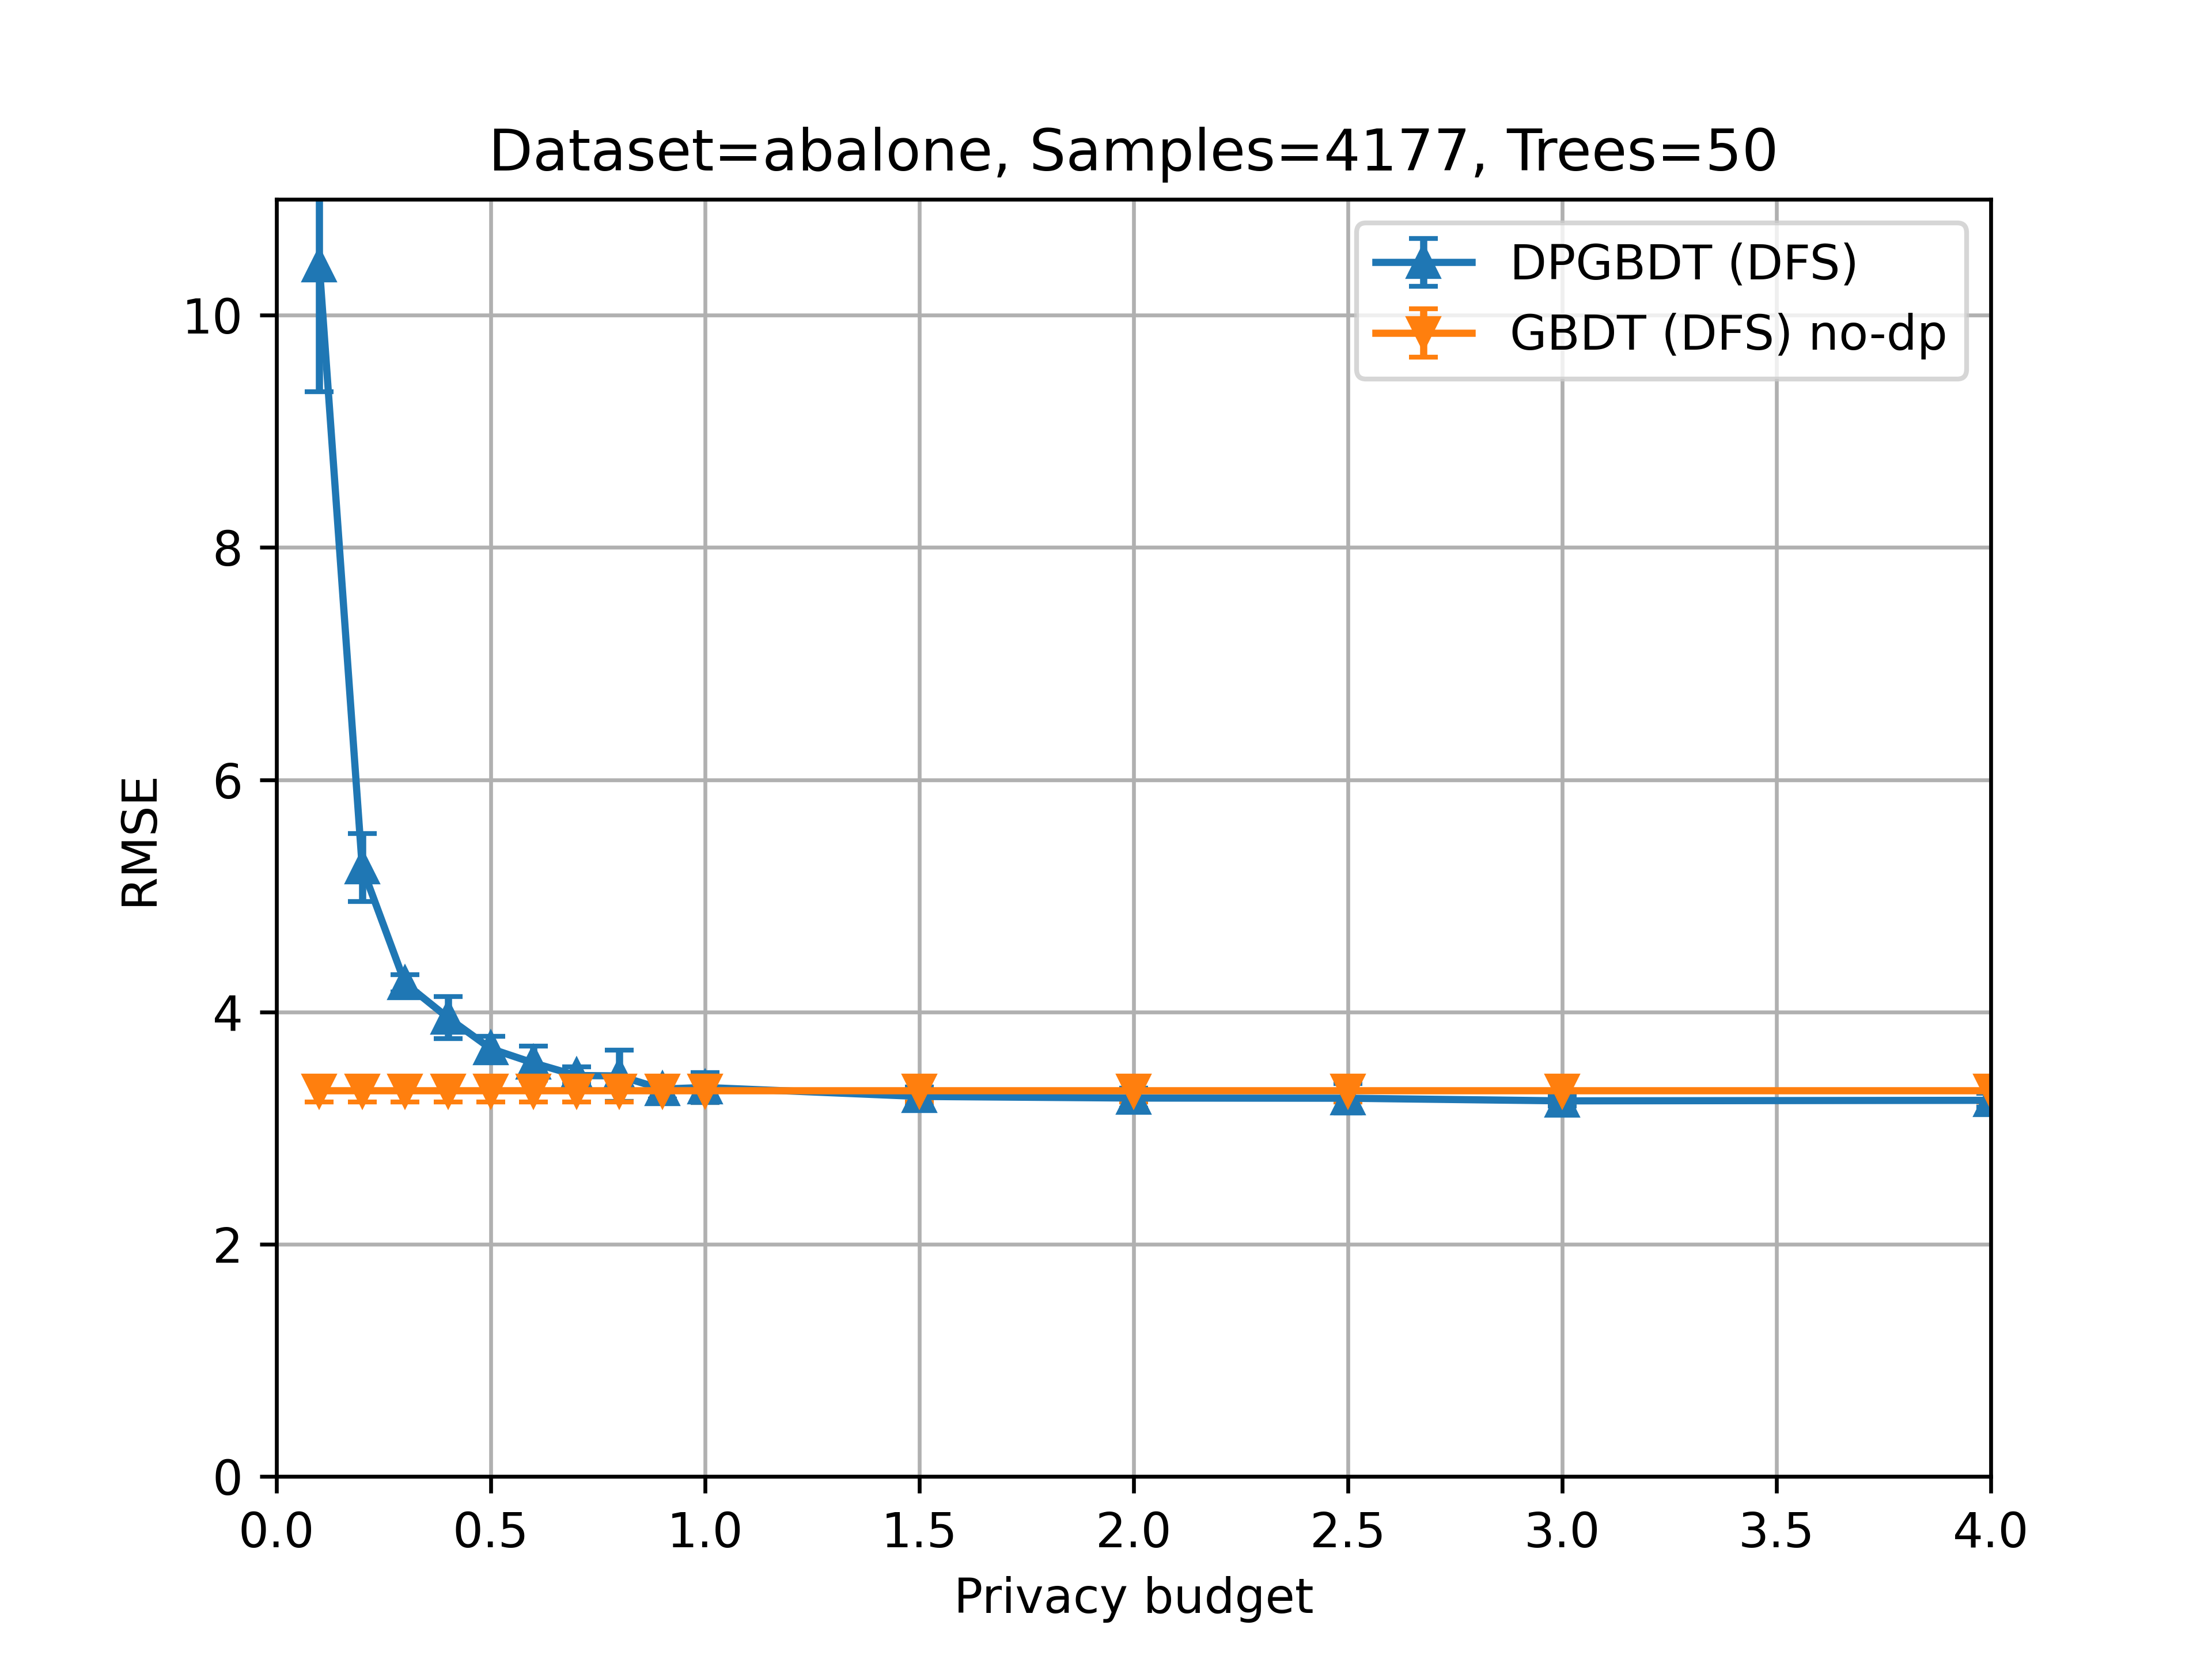 Dataset=abalone, Samples=4177, Trees=50
DPGBDT (DFS)
GBDT (DFS) no-dp
10
8
6
4
2
0
RMSE
0.0 0.5 1.0 1.5 2.0 2.5 3.0 3.5 4.0
Privacy budget